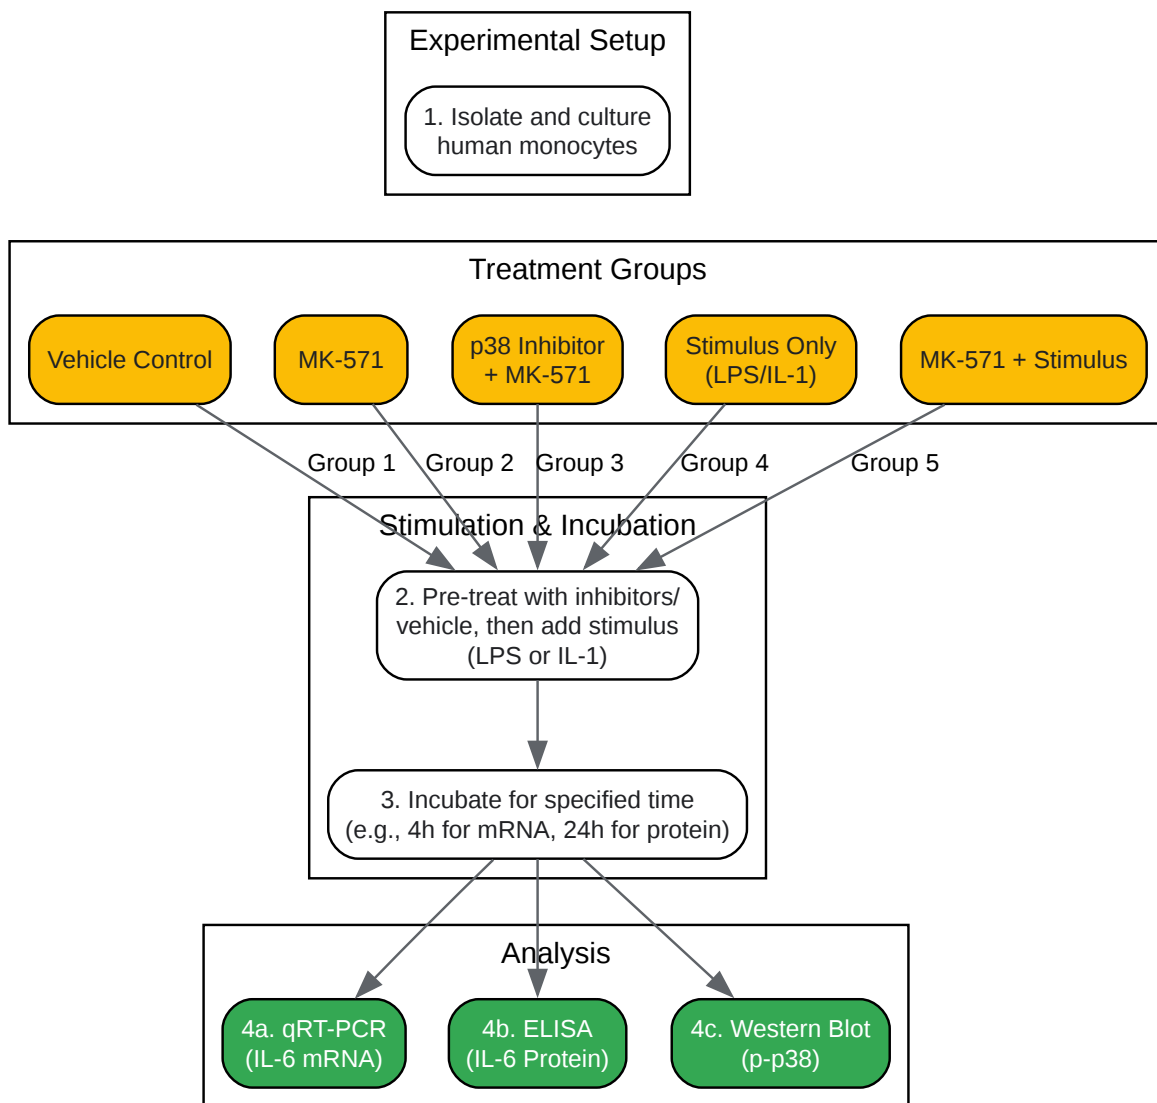 Experimental Setup
1. Isolate and culture
human monocytes
Treatment Groups
Vehicle Control
MK-571
p38 Inhibitor
+ MK-571
Stimulus Only
(LPS/IL-1)
MK-571 + Stimulus
Group 1
Group 2
Group 3
Group 4
Group 5
Stimulation & Incubation
2. Pre-treat with inhibitors/
vehicle, then add stimulus
(LPS or IL-1)
3. Incubate for specified time
(e.g., 4h for mRNA, 24h for protein)
Analysis
4a. qRT-PCR
(IL-6 mRNA)
4b. ELISA
(IL-6 Protein)
4c. Western Blot
(p-p38)